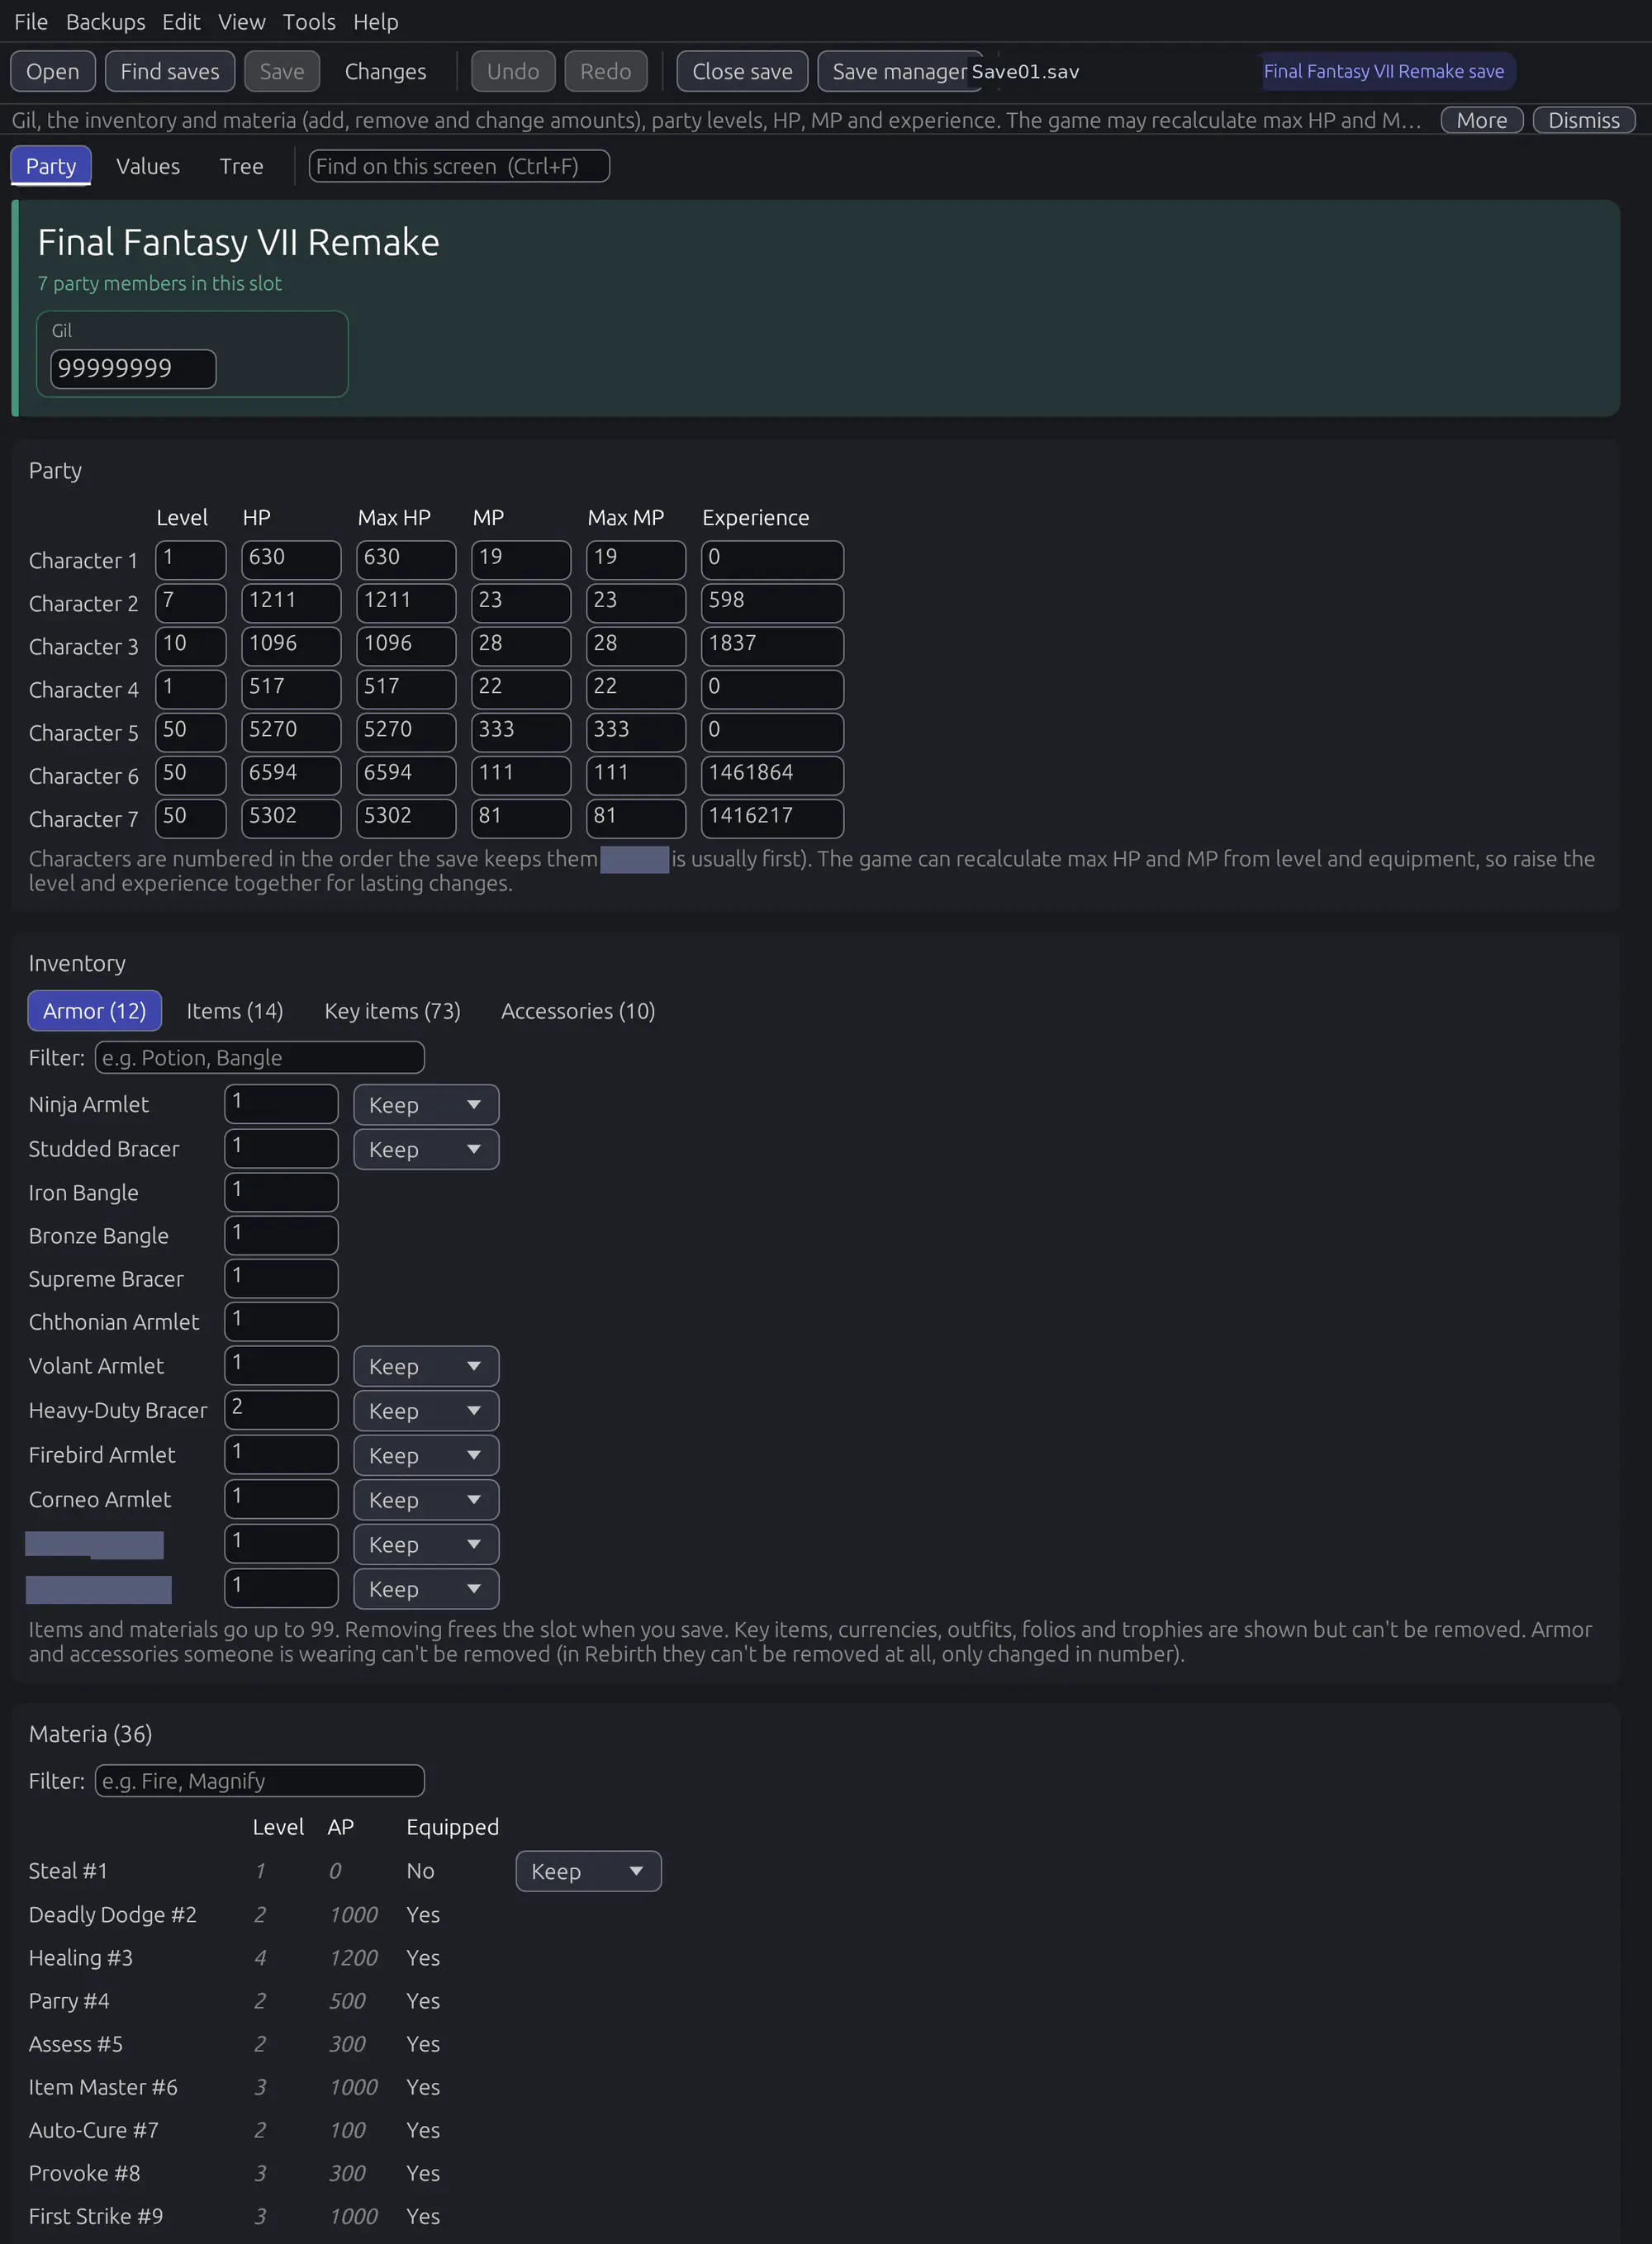 File Backups Edit View Tools Help
Open Find saves Save Changes Undo Redo Close save Save manager Save01.sav Final Fantasy VII Remake save
Gil, the inventory and materia (add, remove and change amounts), party levels, HP, MP and experience. The game may recalculate max HP and M... More Dismiss
Party Values Tree Find on this screen (Ctrl+F)
Final Fantasy VII Remake
7 party members in this slot
Gil
99999999
Party
Level HP Max HP MP Max MP Experience
Character 1 1 630 630 19 19 0
Character 2 7 1211 1211 23 23 598
Character 3 10 1096 1096 28 28 1837
Character 4 1 517 517 22 22 0
Character 5 50 5270 5270 333 333 0
Character 6 50 6594 6594 111 111 1461864
Character 7 50 5302 5302 81 81 1416217
Characters are numbered in the order the save keeps them is usually first). The game can recalculate max HP and MP from level and equipment, so raise the
level and experience together for lasting changes.
Inventory
Armor (12) Items (14) Key items (73) Accessories (10)
Filter: e.g. Potion, Bangle
Ninja Armlet 1 Keep
Studded Bracer 1 Keep
Iron Bangle 1
Bronze Bangle 1
Supreme Bracer 1
Chthonian Armlet 1
Volant Armlet 1 Keep
Heavy-Duty Bracer 2 Keep
Firebird Armlet 1 Keep
Corneo Armlet 1 Keep
1 Keep
1 Keep
Items and materials go up to 99. Removing frees the slot when you save. Key items, currencies, outfits, folios and trophies are shown but can't be removed. Armor
and accessories someone is wearing can't be removed (in Rebirth they can't be removed at all, only changed in number).
Materia (36)
Filter: e.g. Fire, Magnify
Level AP Equipped
Steal #1 1 0 No Keep
Deadly Dodge #2 2 1000 Yes
Healing #3 4 1200 Yes
Parry #4 2 500 Yes
Assess #5 2 300 Yes
Item Master #6 3 1000 Yes
Auto-Cure #7 2 100 Yes
Provoke #8 3 300 Yes
First Strike #9 3 1000 Yes